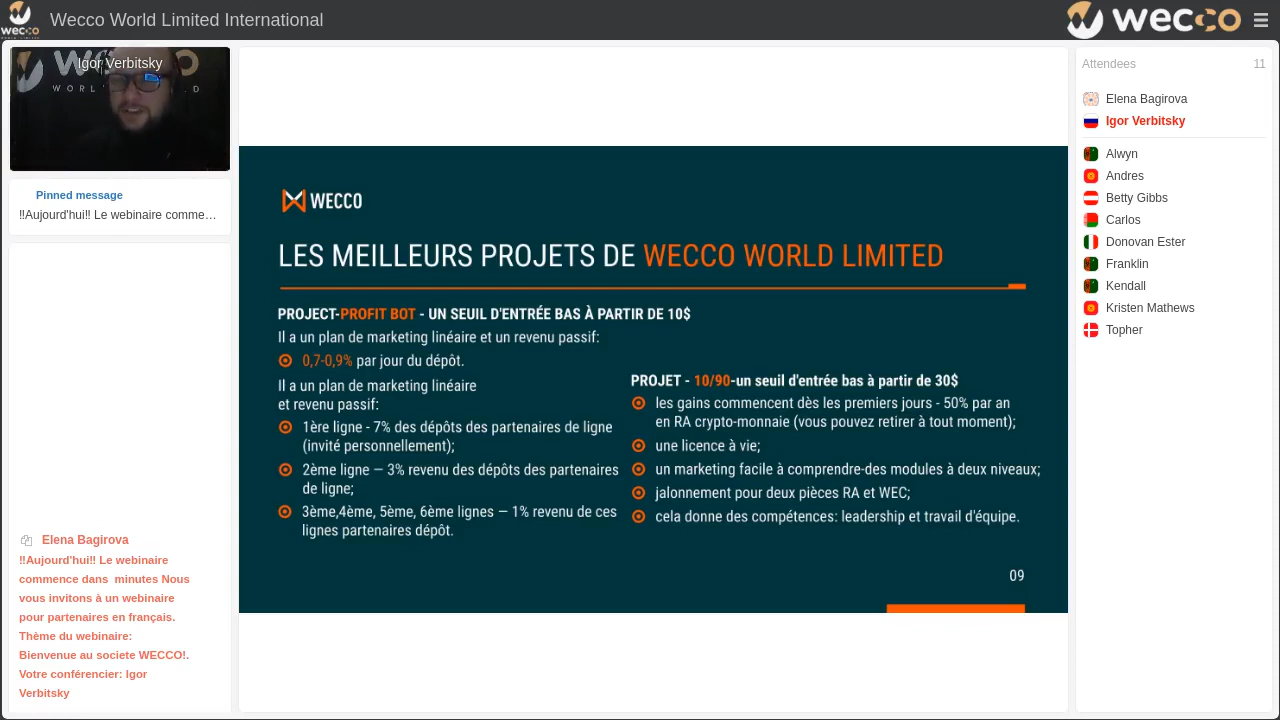 wecco
Wecco World Limited International
wecco
Igor Verbitsky
Pinned message
!!Aujourd'hui!! Le webinaire comme…
Elena Bagirova
!!Aujourd'hui!! Le webinaire
commence dans minutes Nous
vous invitons à un webinaire
pour partenaires en français.
Thème du webinaire:
Bienvenue au societe WECCO!.
Votre conférencier: Igor
Verbitsky
WECCO
LES MEILLEURS PROJETS DE WECCO WORLD LIMITED
PROJECT-PROFIT BOT - UN SEUIL D'ENTRÉE BAS À PARTIR DE 10$
Il a un plan de marketing linéaire et un revenu passif:
0,7-0,9% par jour du dépôt.
Il a un plan de marketing linéaire
et revenu passif:
1ère ligne - 7% des dépôts des partenaires de ligne
(invité personnellement);
2ème ligne — 3% revenu des dépôts des partenaires
de ligne;
3ème,4ème, 5ème, 6ème lignes — 1% revenu de ces
lignes partenaires dépôt.
PROJET - 10/90-un seuil d'entrée bas à partir de 30$
les gains commencent dès les premiers jours - 50% par an
en RA crypto-monnaie (vous pouvez retirer à tout moment);
une licence à vie;
un marketing facile à comprendre-des modules à deux niveaux;
jalonnement pour deux pièces RA et WEC;
cela donne des compétences: leadership et travail d'équipe.
09
Attendees 11
Elena Bagirova
Igor Verbitsky
Alwyn
Andres
Betty Gibbs
Carlos
Donovan Ester
Franklin
Kendall
Kristen Mathews
Topher